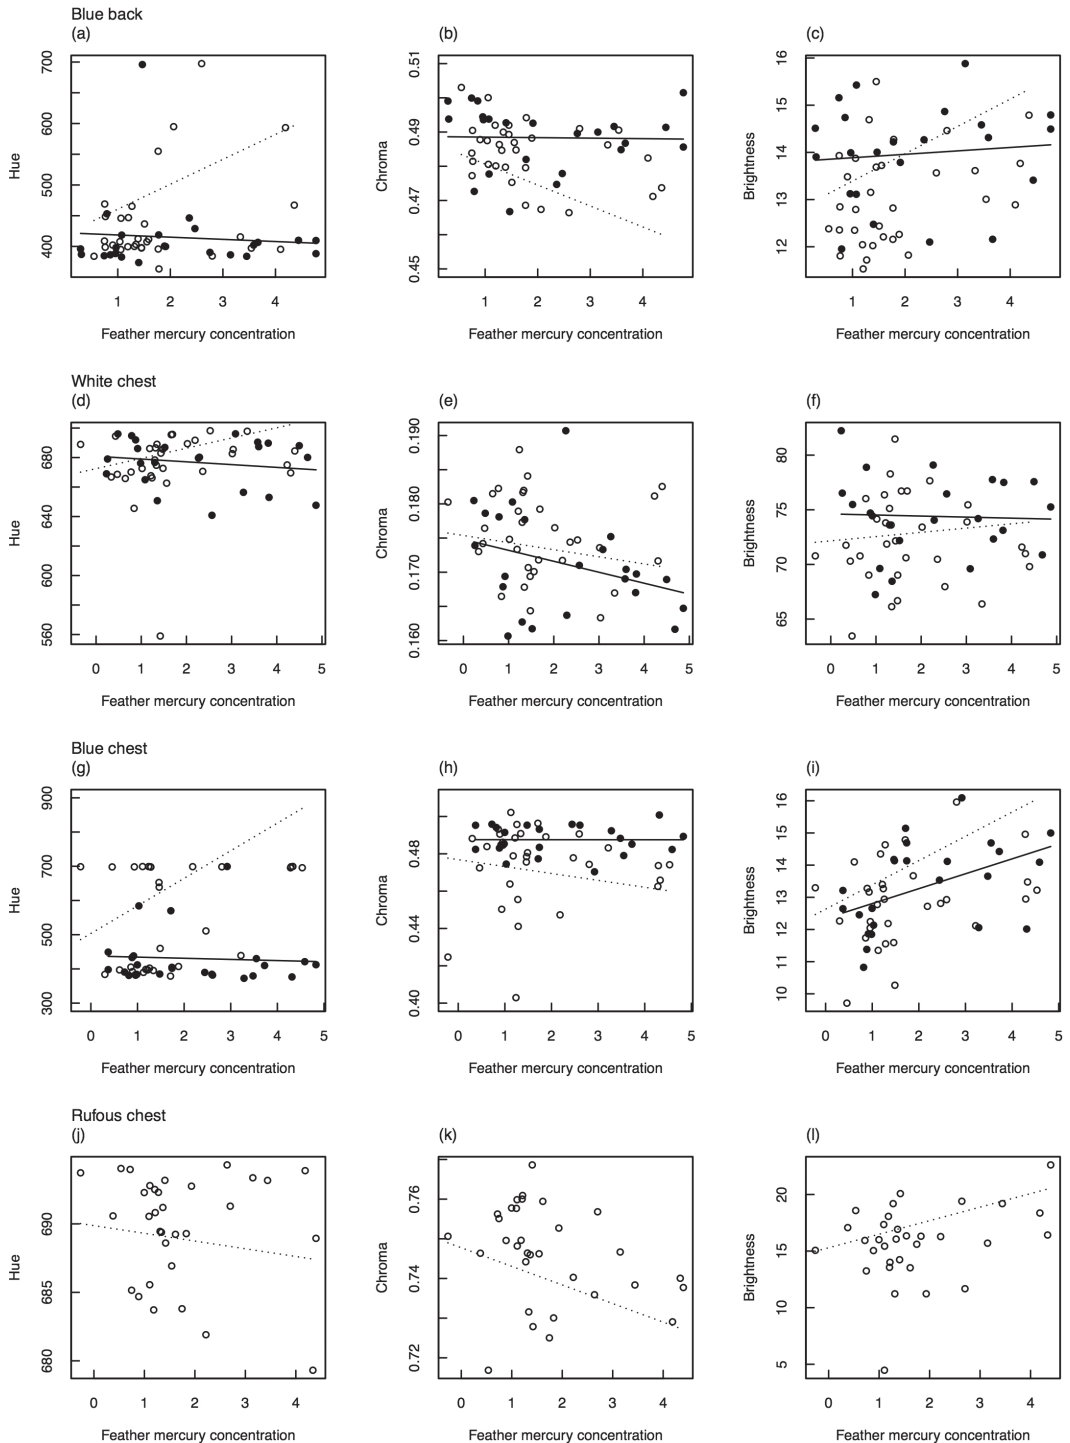 Blue back
(a) (b) (c)
700
600
500
400
Hue
1 2 3 4
Feather mercury concentration
0.51
0.49
0.47
0.45
Chroma
1 2 3 4
Feather mercury concentration
16
15
14
13
12
Brightness
1 2 3 4
Feather mercury concentration
White chest
(d) (e) (f)
680
640
600
560
Hue
0 1 2 3 4 5
Feather mercury concentration
0.190
0.180
0.170
0.160
Chroma
0 1 2 3 4 5
Feather mercury concentration
80
75
70
65
Brightness
0 1 2 3 4 5
Feather mercury concentration
Blue chest
(g) (h) (i)
900
700
500
300
Hue
0 1 2 3 4 5
Feather mercury concentration
0.48
0.44
0.40
Chroma
0 1 2 3 4 5
Feather mercury concentration
16
15
14
13
12
11
10
Brightness
0 1 2 3 4 5
Feather mercury concentration
Rufous chest
(j) (k) (l)
690
685
680
Hue
0 1 2 3 4
Feather mercury concentration
0.76
0.74
0.72
Chroma
0 1 2 3 4
Feather mercury concentration
20
15
10
5
Brightness
0 1 2 3 4
Feather mercury concentration